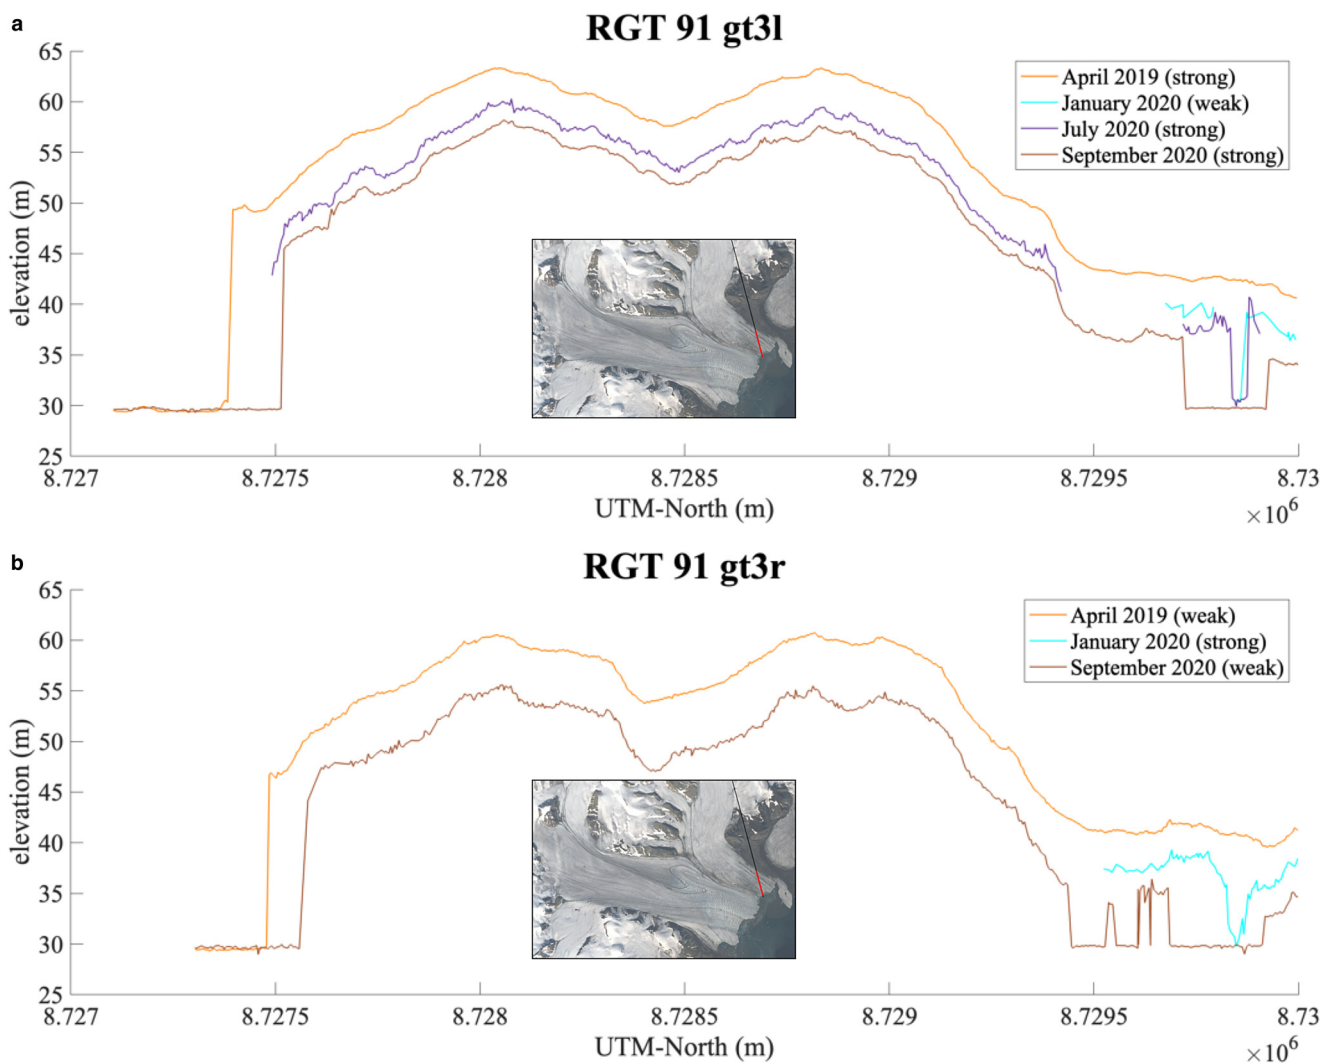 a
RGT 91 gt3l
65
60
55
50
45
40
35
30
25
elevation (m)
April 2019 (strong)
January 2020 (weak)
July 2020 (strong)
September 2020 (strong)
8.727 8.7275 8.728 8.7285 8.729 8.7295 8.73
UTM-North (m)
×10⁶
b
RGT 91 gt3r
65
60
55
50
45
40
35
30
25
elevation (m)
April 2019 (weak)
January 2020 (strong)
September 2020 (weak)
8.727 8.7275 8.728 8.7285 8.729 8.7295 8.73
UTM-North (m)
×10⁶